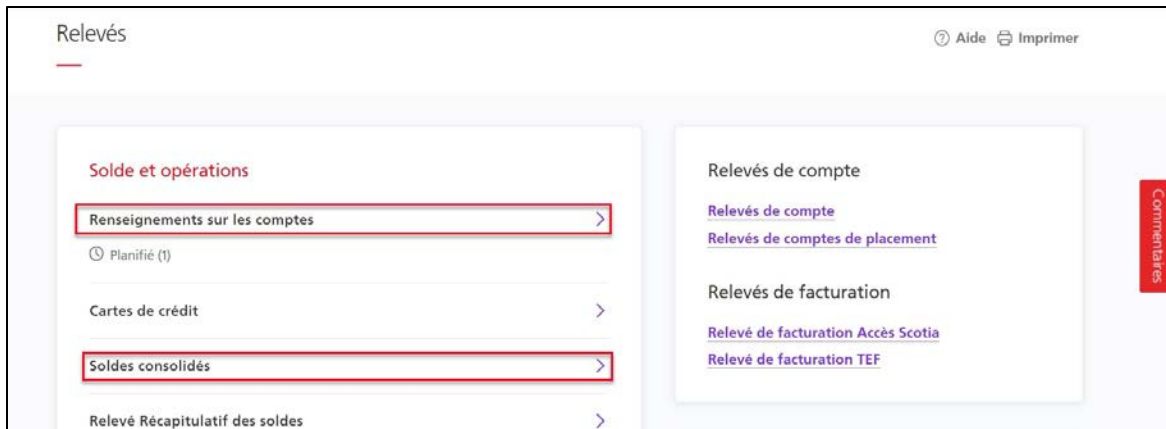 Relevés
Aide Imprimer
Solde et opérations
Renseignements sur les comptes
Planifié (1)
Cartes de crédit
Soldes consolidés
Relevé Récapitulatif des soldes
Relevés de compte
Relevés de compte
Relevés de comptes de placement
Relevés de facturation
Relevé de facturation Accès Scotia
Relevé de facturation TEF
Commentaires